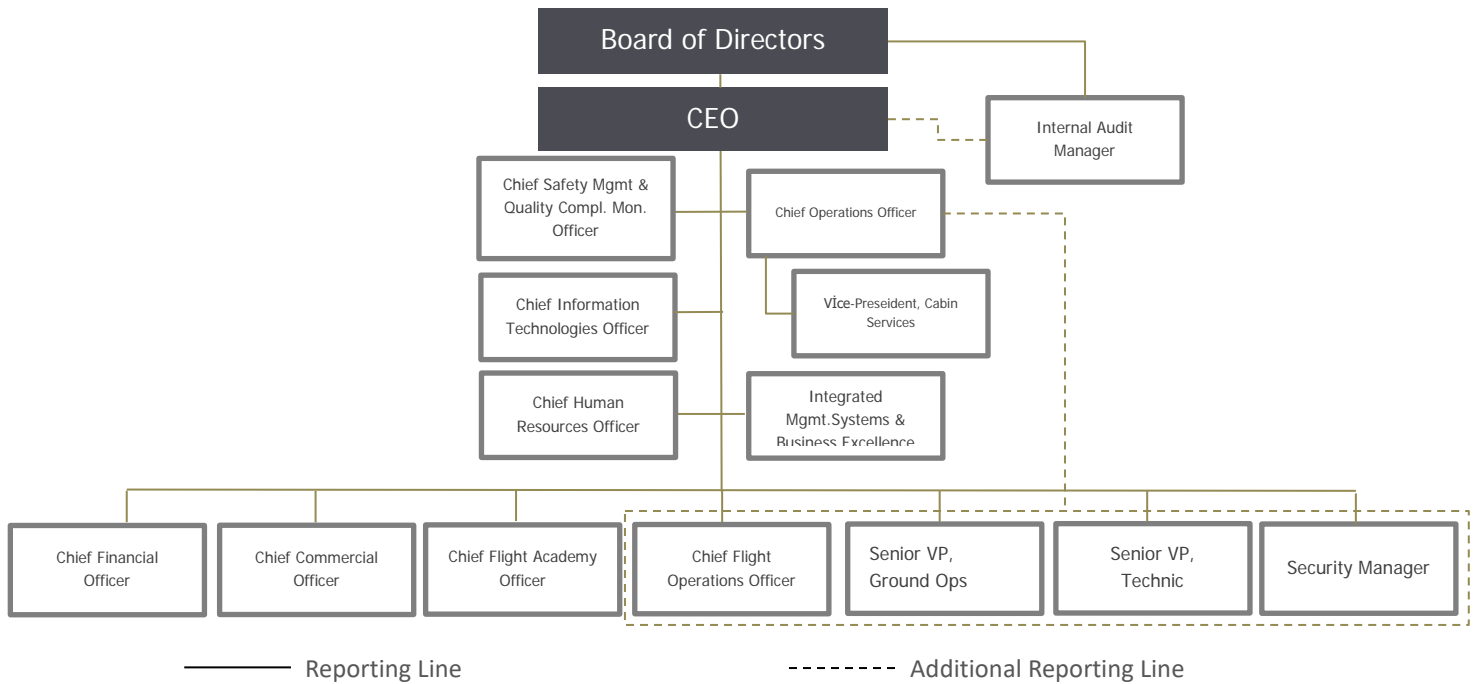 Board of Directors
CEO
Internal Audit
Manager
Chief Safety Mgmt &
Quality Compl. Mon.
Officer
Chief Operations Officer
Chief Information
Technologies Officer
Vİce-Preseident, Cabin
Services
Chief Human
Resources Officer
Integrated
Mgmt.Systems &
Business Excellence
Chief Financial
Officer
Chief Commercial
Officer
Chief Flight Academy
Officer
Chief Flight
Operations Officer
Senior VP,
Ground Ops
Senior VP,
Technic
Security Manager
Reporting Line
Additional Reporting Line